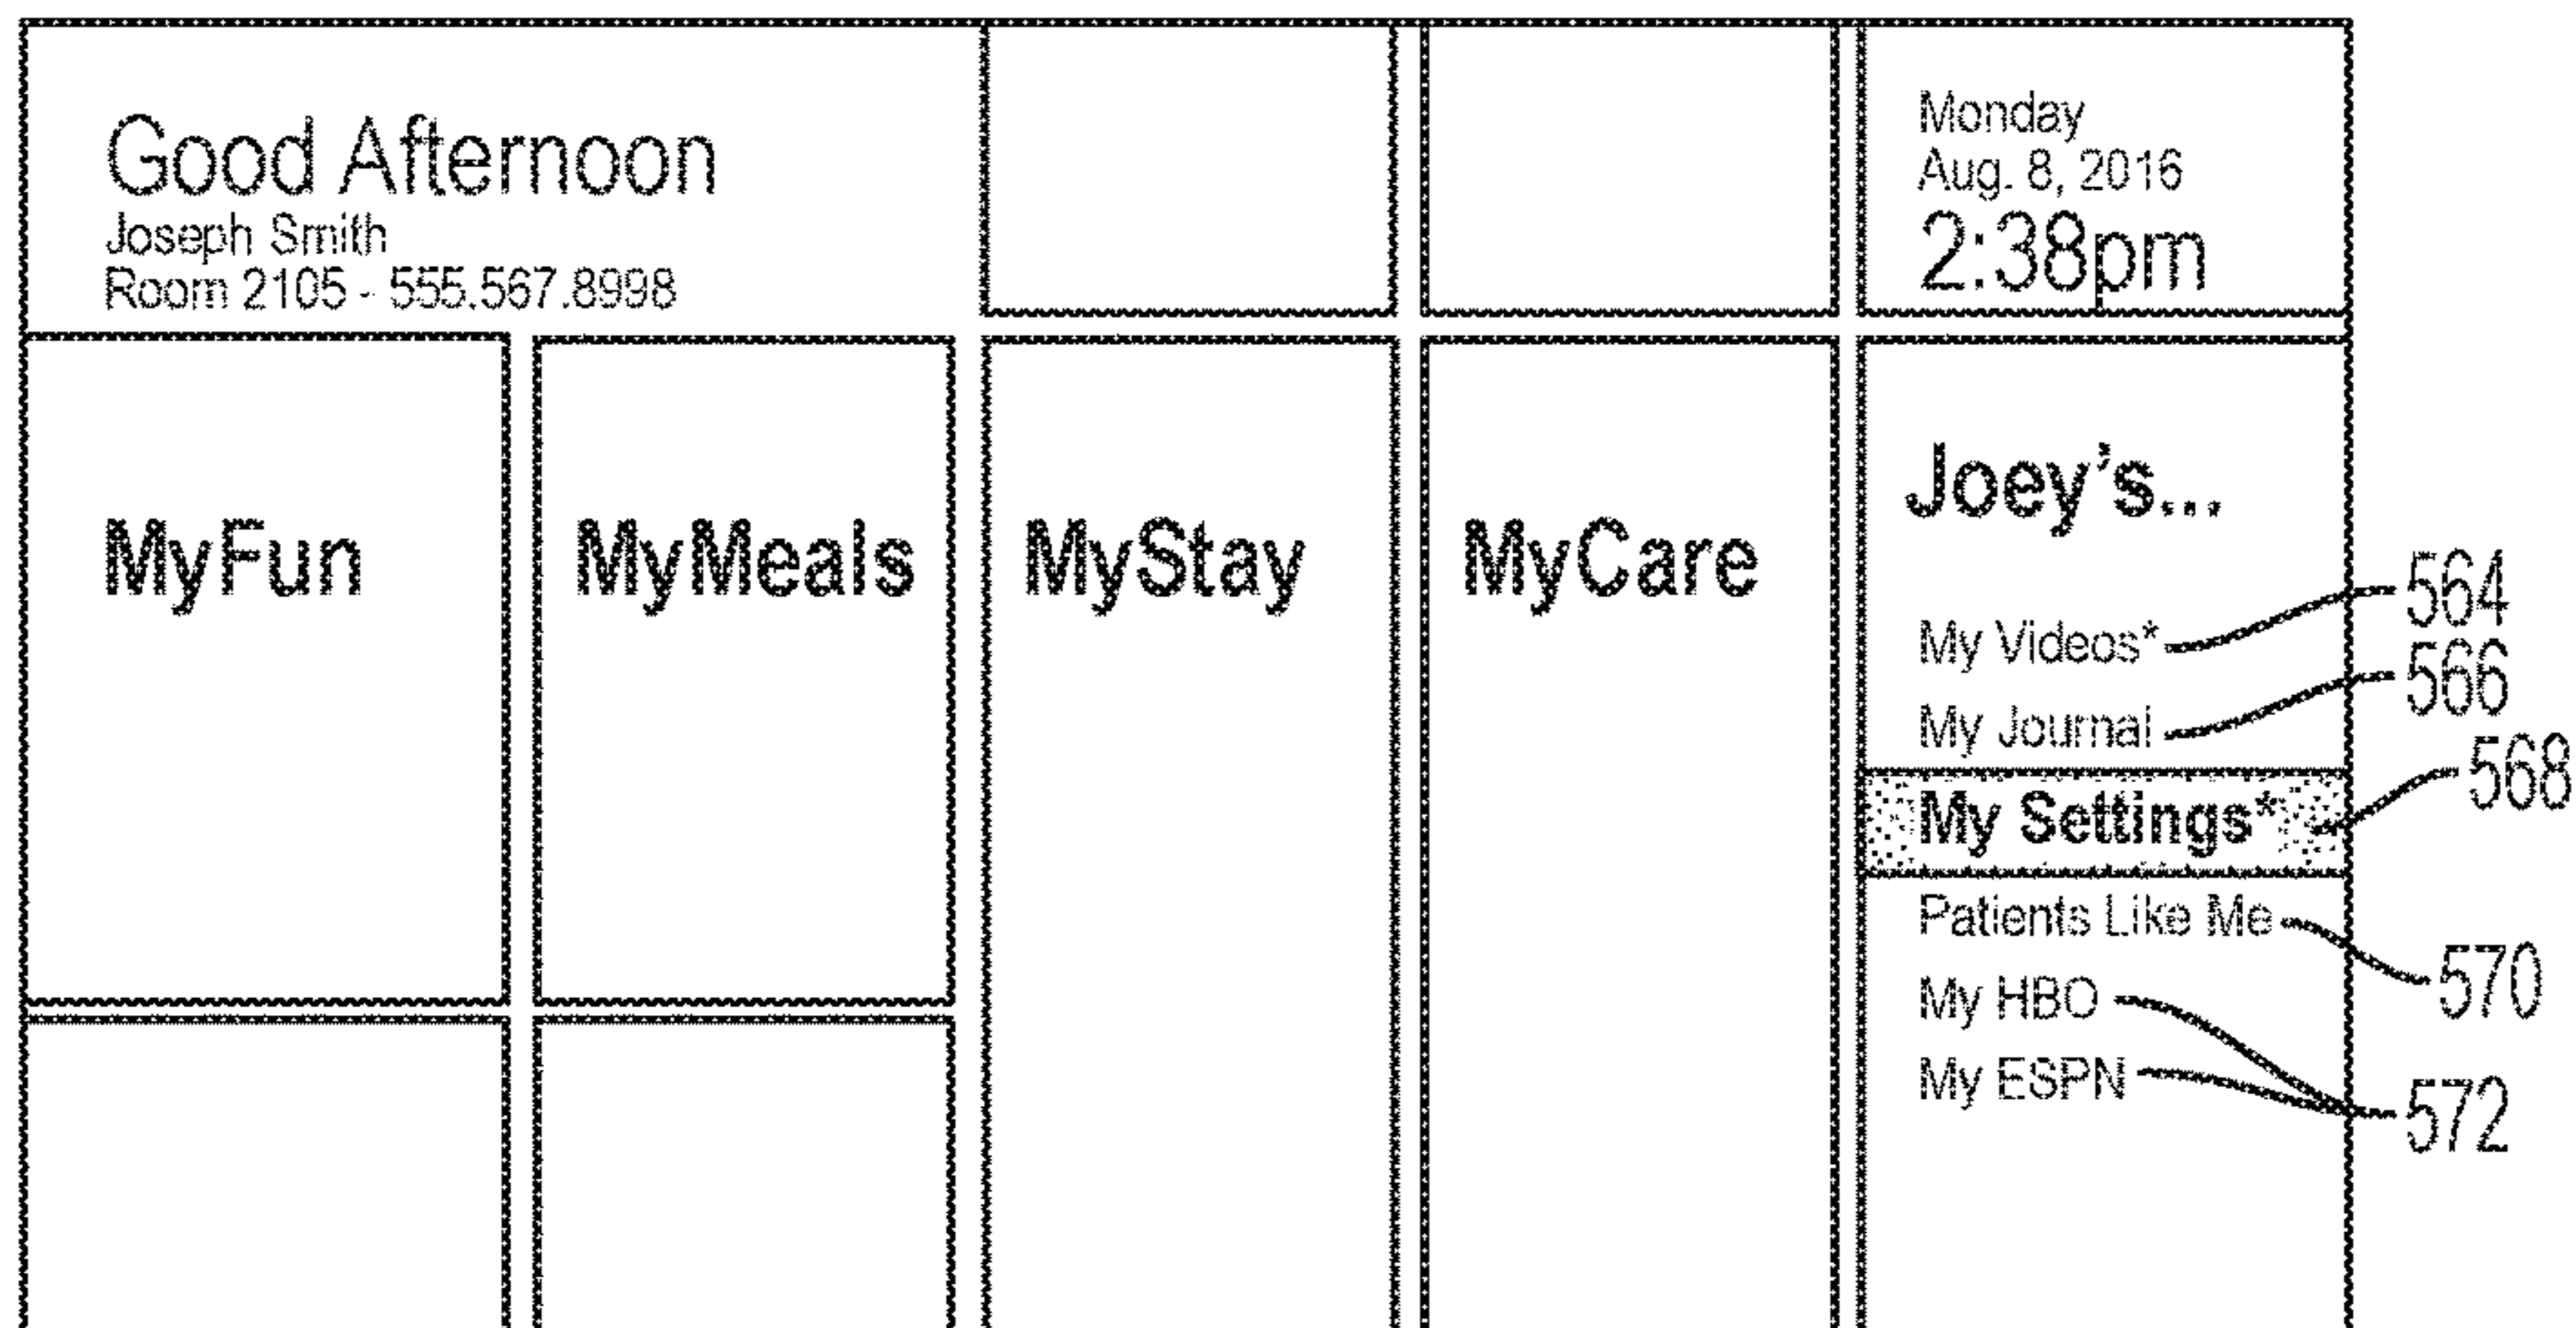 Good Afternoon
Joseph Smith
Room 2105 - 555.567.8998
Monday
Aug. 8, 2016
2:38pm
MyFun
MyMeals
MyStay
MyCare
Joey's...
My Videos* 564
My Journal 566
My Settings* 568
Patients Like Me 570
My HBO
My ESPN 572